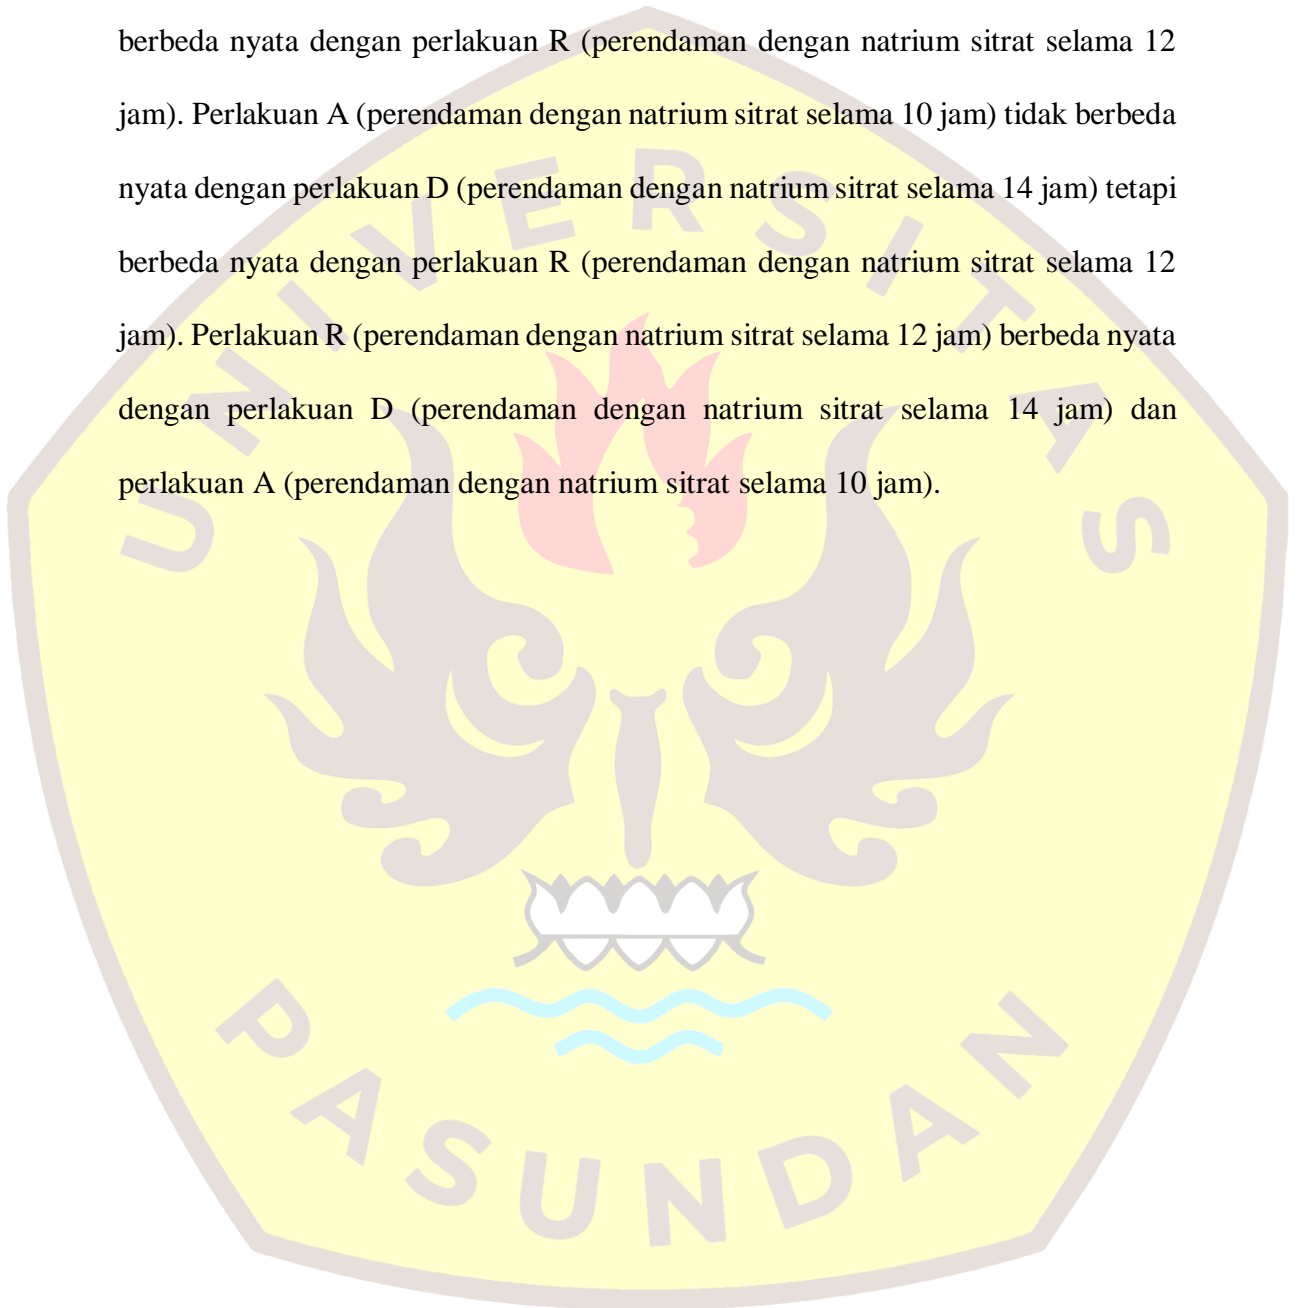 berbeda nyata dengan perlakuan R (perendaman dengan natrium sitrat selama 12
jam). Perlakuan A (perendaman dengan natrium sitrat selama 10 jam) tidak berbeda
nyata dengan perlakuan D (perendaman dengan natrium sitrat selama 14 jam) tetapi
berbeda nyata dengan perlakuan R (perendaman dengan natrium sitrat selama 12
jam). Perlakuan R (perendaman dengan natrium sitrat selama 12 jam) berbeda nyata
dengan perlakuan D (perendaman dengan natrium sitrat selama 14 jam) dan
perlakuan A (perendaman dengan natrium sitrat selama 10 jam).
UNIVERSITAS
PASUNDAN